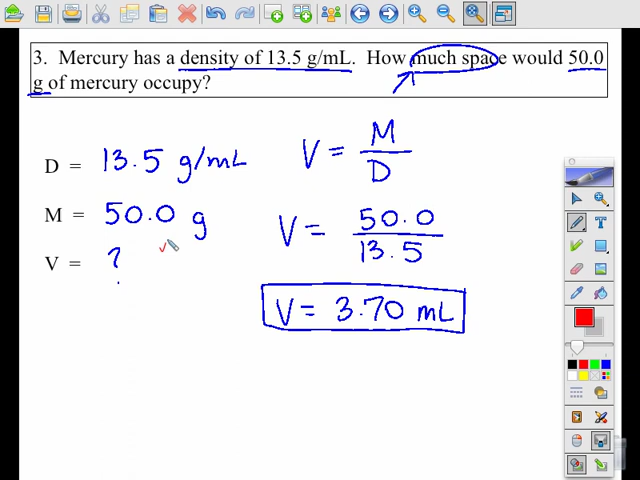 3. Mercury has a density of 13.5 g/mL. How much space would 50.0
g of mercury occupy?
D = 13.5 g/mL
M = 50.0 g
V = ?
V = M/D
V = 50.0/13.5
V = 3.70 mL
T